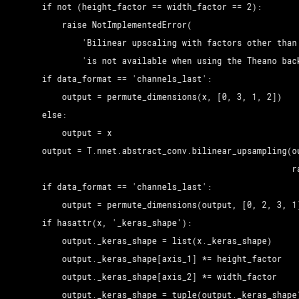 if not (height_factor == width_factor == 2):
raise NotImplementedError(
'Bilinear upscaling with factors other than
'is not available when using the Theano back
if data_format == 'channels_last':
output = permute_dimensions(x, [0, 3, 1, 2])
else:
output = x
output = T.nnet.abstract_conv.bilinear_upsampling(ou
ra
if data_format == 'channels_last':
output = permute_dimensions(output, [0, 2, 3, 1]
if hasattr(x, '_keras_shape'):
output._keras_shape = list(x._keras_shape)
output._keras_shape[axis_1] *= height_factor
output._keras_shape[axis_2] *= width_factor
output._keras_shape = tuple(output._keras_shape